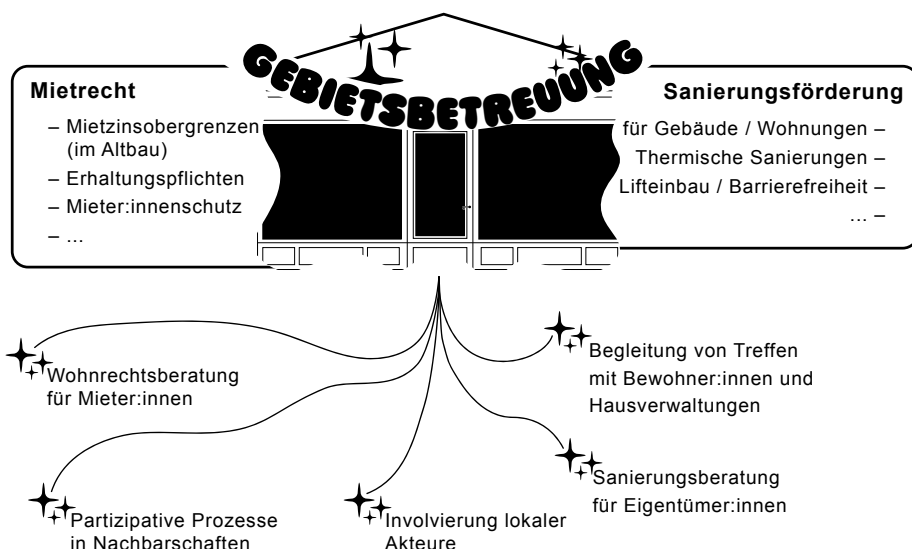 GEBIETSBETREUUNG
Mietrecht
– Mietzinsobergrenzen
(im Altbau)
– Erhaltungspflichten
– Mieter:innenschutz
– ...
Sanierungsförderung
für Gebäude / Wohnungen –
Thermische Sanierungen –
Lifteinbau / Barrierefreiheit –
... –
Wohnrechtsberatung
für Mieter:innen
Begleitung von Treffen
mit Bewohner:innen und
Hausverwaltungen
Partizipative Prozesse
in Nachbarschaften
Involvierung lokaler
Akteure
Sanierungsberatung
für Eigentümer:innen